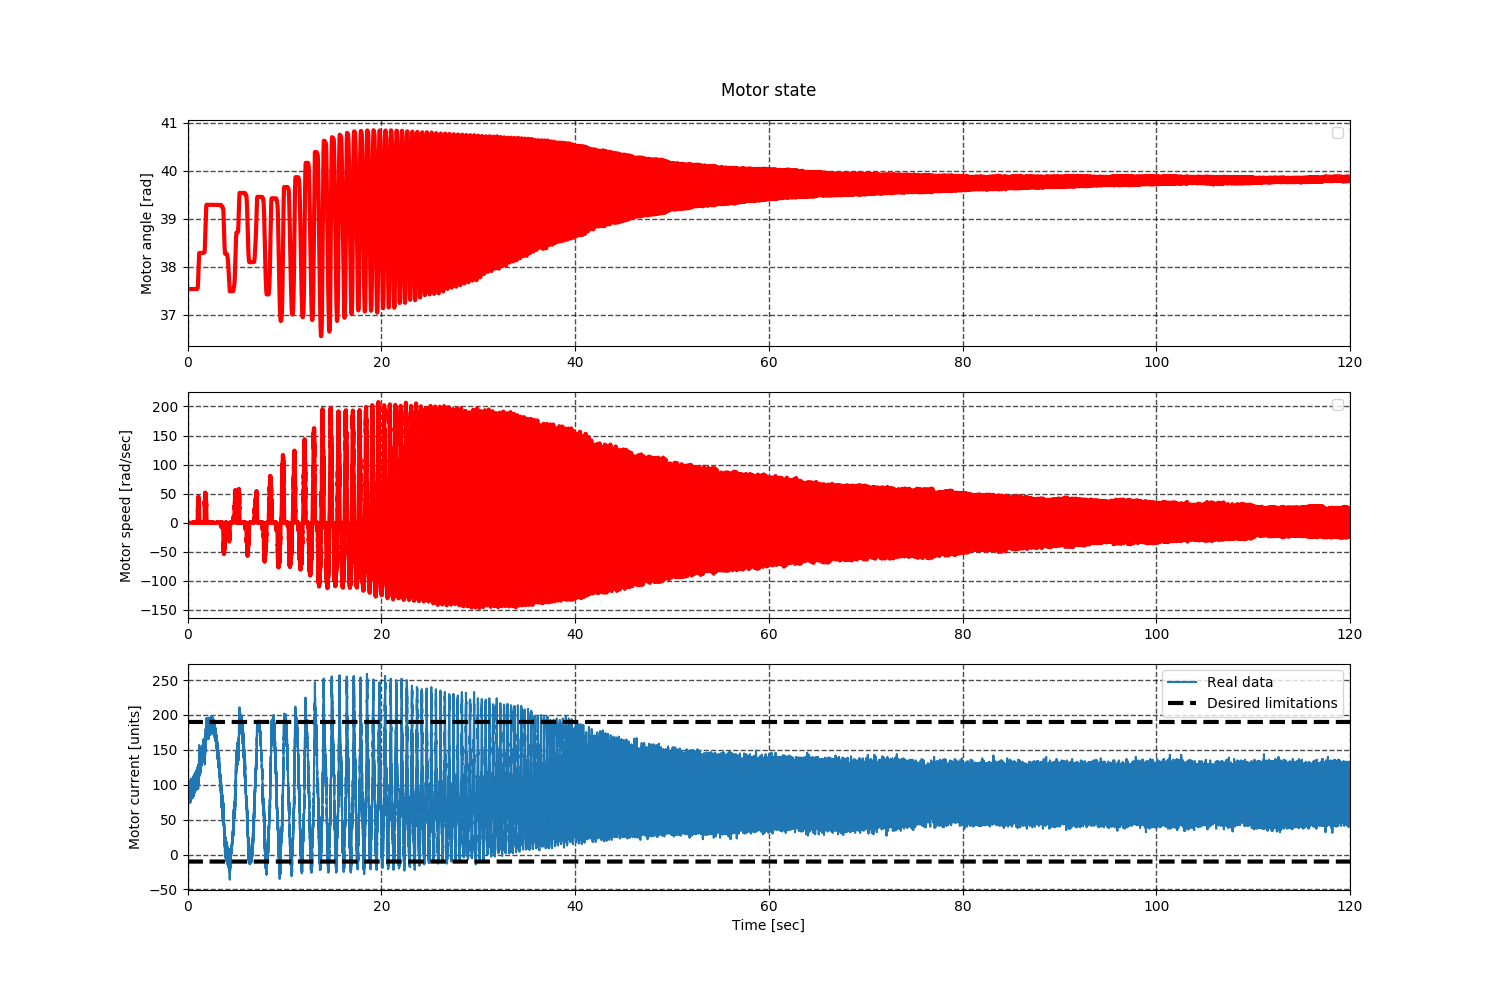 Motor state
Motor angle [rad]
41
40
39
38
37
0 20 40 60 80 100 120
Motor speed [rad/sec]
200
150
100
50
0
−50
−100
−150
0 20 40 60 80 100 120
Motor current [units]
250
200
150
100
50
0
−50
Real data
Desired limitations
0 20 40 60 80 100 120
Time [sec]